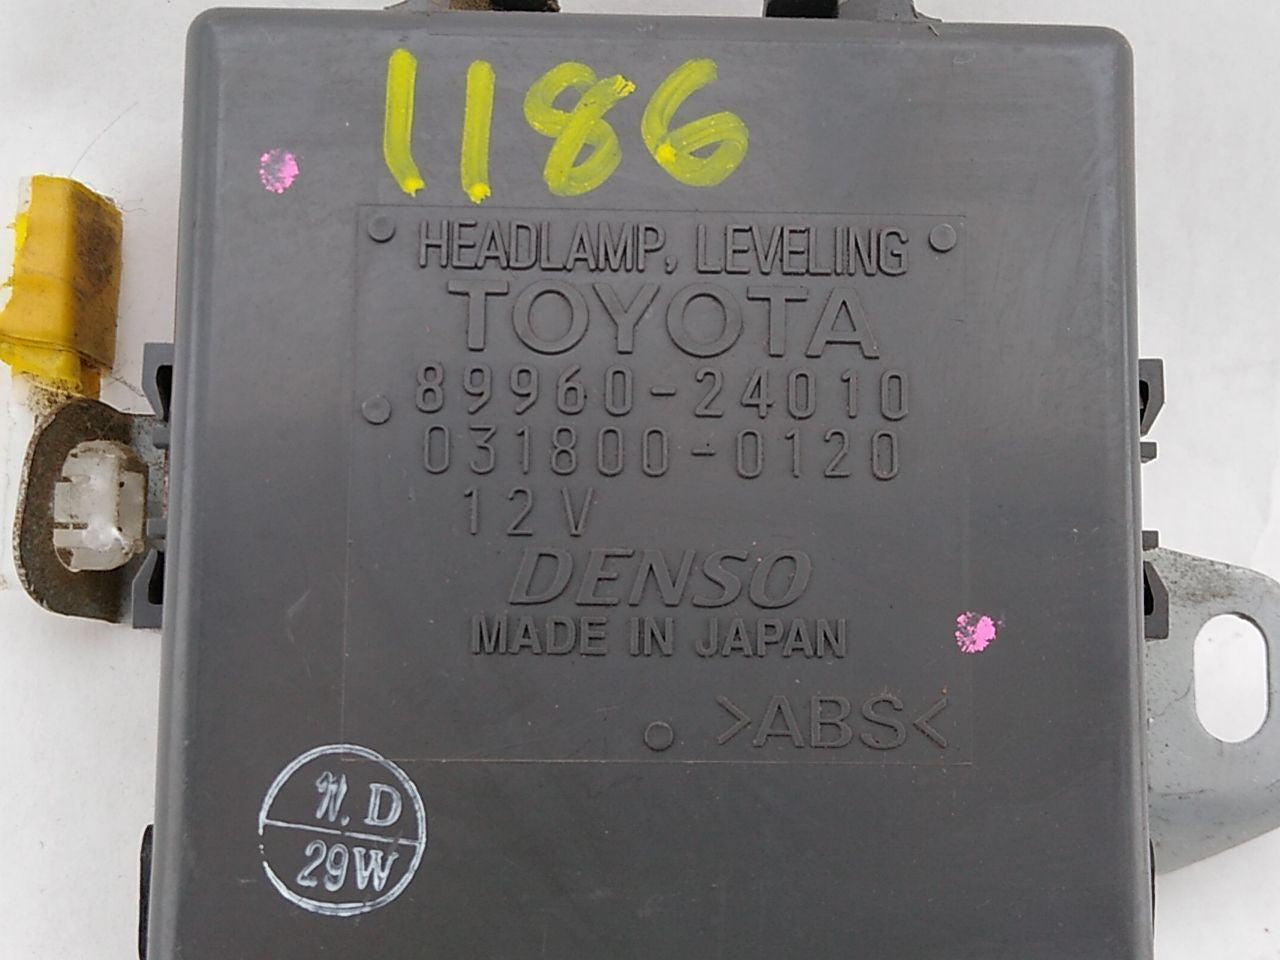 1186
HEADLAMP, LEVELING
TOYOTA
89960-24010
031800-0120
12V
DENSO
MADE IN JAPAN
>ABS<
N.D
29W